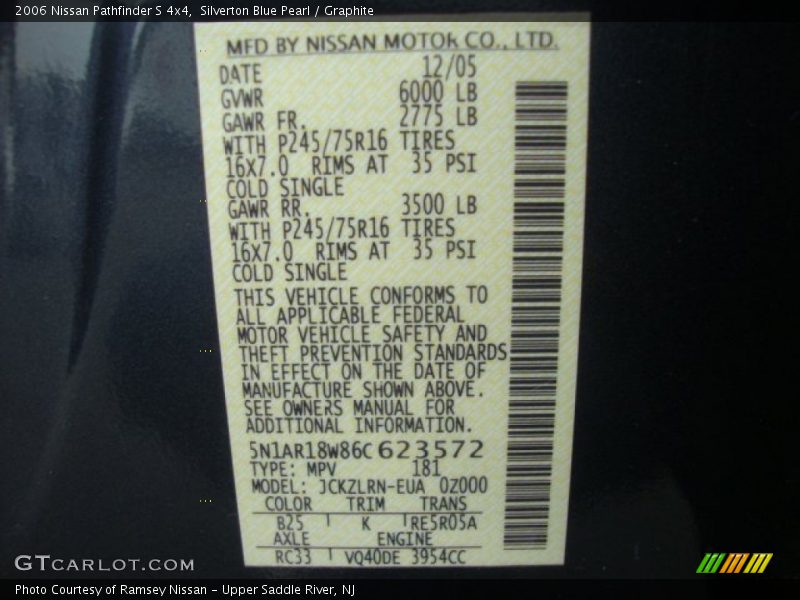 2006 Nissan Pathfinder S 4x4, Silverton Blue Pearl / Graphite
MFD BY NISSAN MOTOR CO., LTD.
DATE 12/05
GVWR 6000 LB
GAWR FR. 2775 LB
WITH P245/75R16 TIRES
16X7.0 RIMS AT 35 PSI
COLD SINGLE
GAWR RR. 3500 LB
WITH P245/75R16 TIRES
16X7.0 RIMS AT 35 PSI
COLD SINGLE
THIS VEHICLE CONFORMS TO
ALL APPLICABLE FEDERAL
MOTOR VEHICLE SAFETY AND
THEFT PREVENTION STANDARDS
IN EFFECT ON THE DATE OF
MANUFACTURE SHOWN ABOVE.
SEE OWNERS MANUAL FOR
ADDITIONAL INFORMATION.
5N1AR18W86C623572
TYPE: MPV 181
MODEL: JCKZLRN-EUA 0Z000
COLOR TRIM TRANS
B25 K RE5R05A
AXLE ENGINE
RC33 VQ40DE 3954CC
GTCARLOT.COM
Photo Courtesy of Ramsey Nissan - Upper Saddle River, NJ